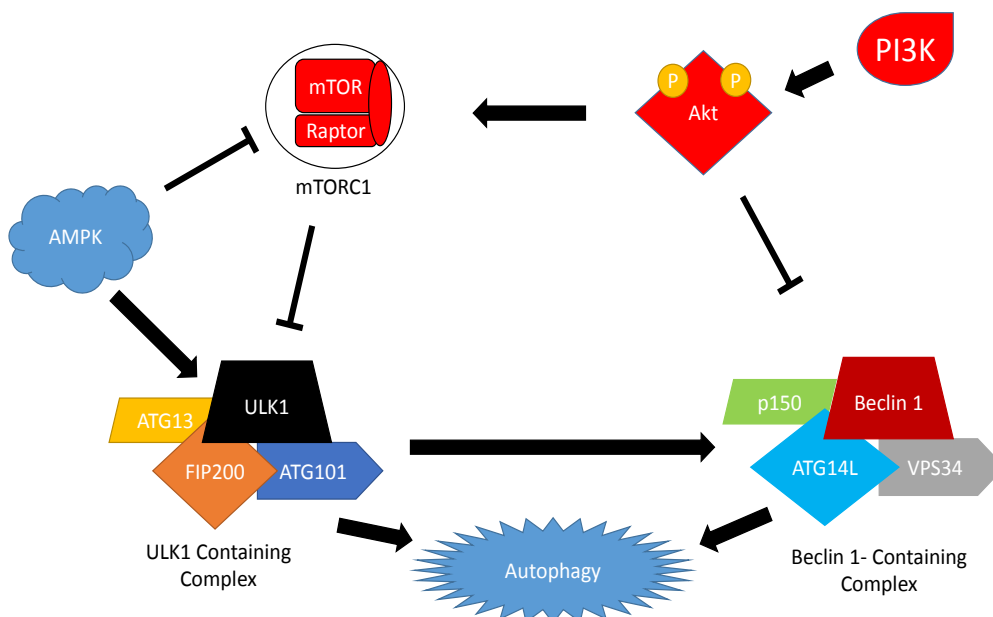 PI3K
P
P
Akt
mTOR
Raptor
mTORC1
AMPK
ULK1
ATG13
FIP200
ATG101
ULK1 Containing
Complex
p150
Beclin 1
ATG14L
VPS34
Beclin 1- Containing
Complex
Autophagy